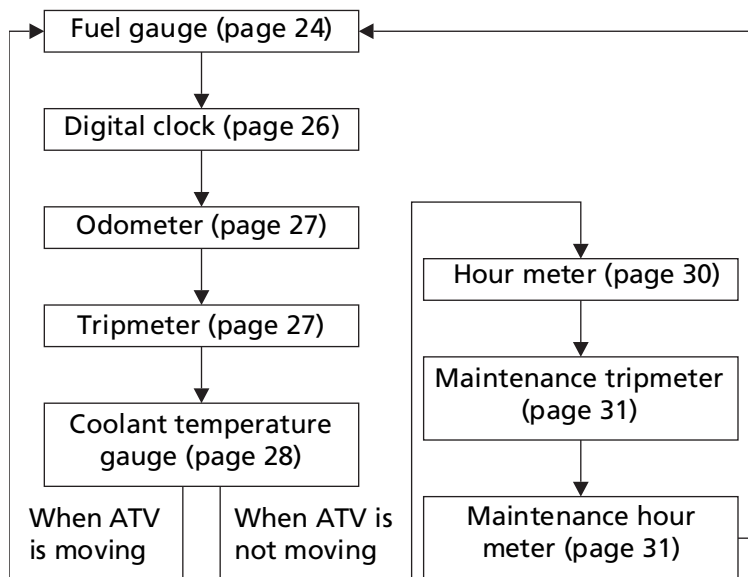 Fuel gauge (page 24)
Digital clock (page 26)
Odometer (page 27)
Tripmeter (page 27)
Coolant temperature
gauge (page 28)
When ATV
is moving
When ATV is
not moving
Hour meter (page 30)
Maintenance tripmeter
(page 31)
Maintenance hour
meter (page 31)